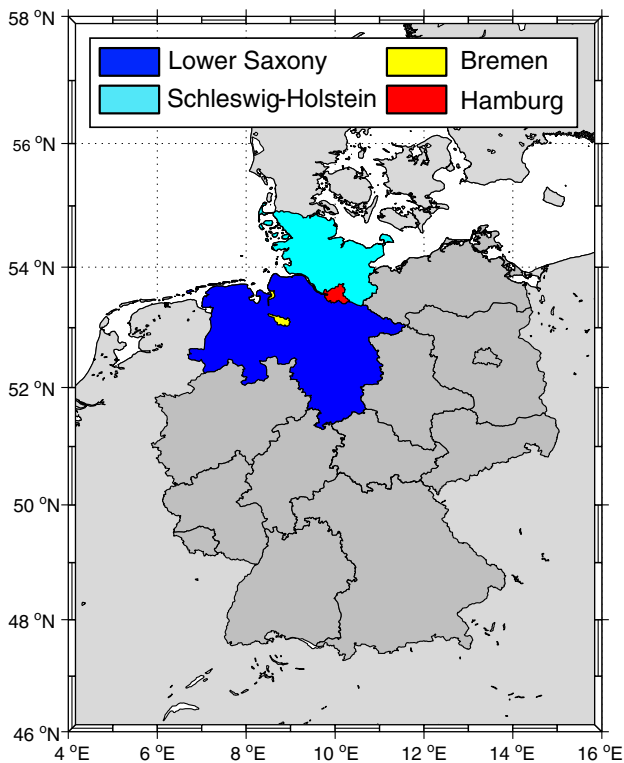 58 °N
Lower Saxony Bremen
Schleswig-Holstein Hamburg
56 °N
54 °N
52 °N
50 °N
48 °N
46 °N
4 °E 6 °E 8 °E 10 °E 12 °E 14 °E 16 °E